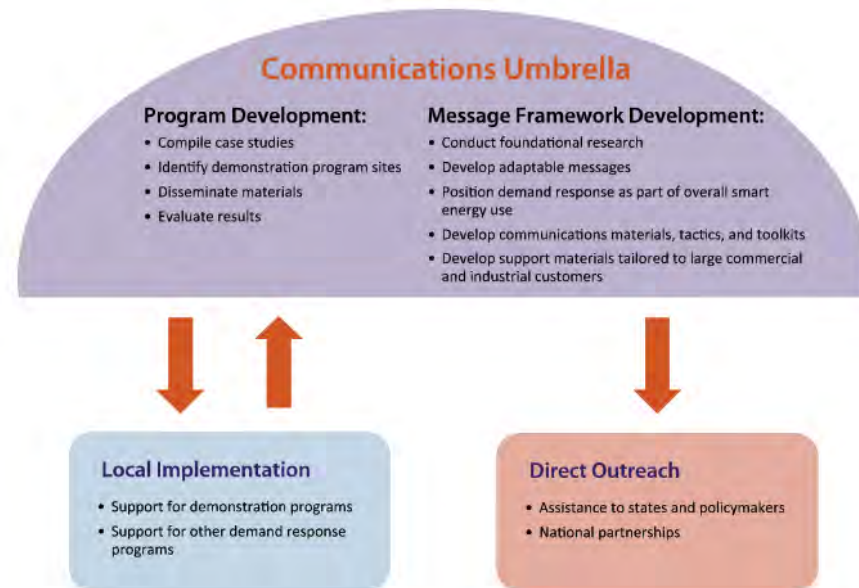 Communications Umbrella
Program Development:
• Compile case studies
• Identify demonstration program sites
• Disseminate materials
• Evaluate results
Message Framework Development:
• Conduct foundational research
• Develop adaptable messages
• Position demand response as part of overall smart
energy use
• Develop communications materials, tactics, and toolkits
• Develop support materials tailored to large commercial
and industrial customers
Local Implementation
• Support for demonstration programs
• Support for other demand response
programs
Direct Outreach
• Assistance to states and policymakers
• National partnerships